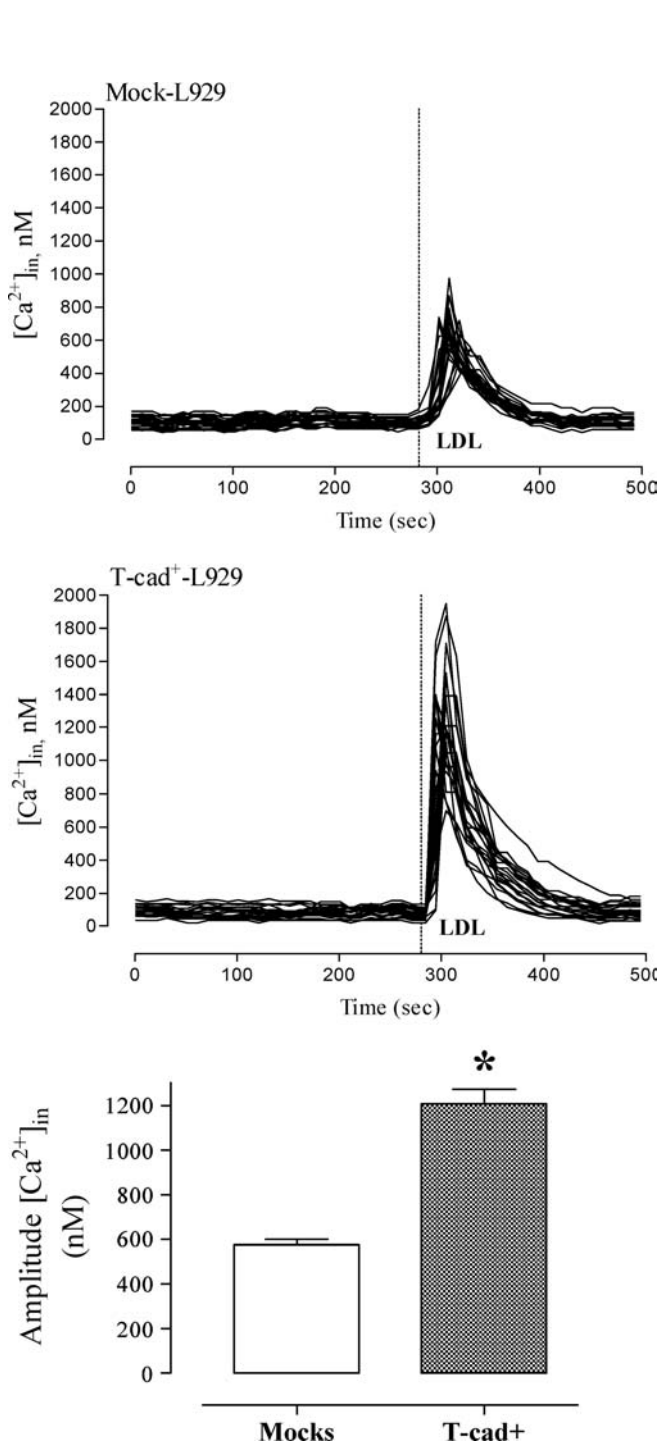 Mock-L929
2000
1800
1600
1400
1200
1000
800
600
400
200
0
[Ca²⁺]in, nM
LDL
0 100 200 300 400 500
Time (sec)
T-cad⁺-L929
2000
1800
1600
1400
1200
1000
800
600
400
200
0
[Ca²⁺]in, nM
LDL
0 100 200 300 400 500
Time (sec)
*
1200
1000
800
600
400
200
0
Amplitude [Ca²⁺]in
(nM)
Mocks T-cad+